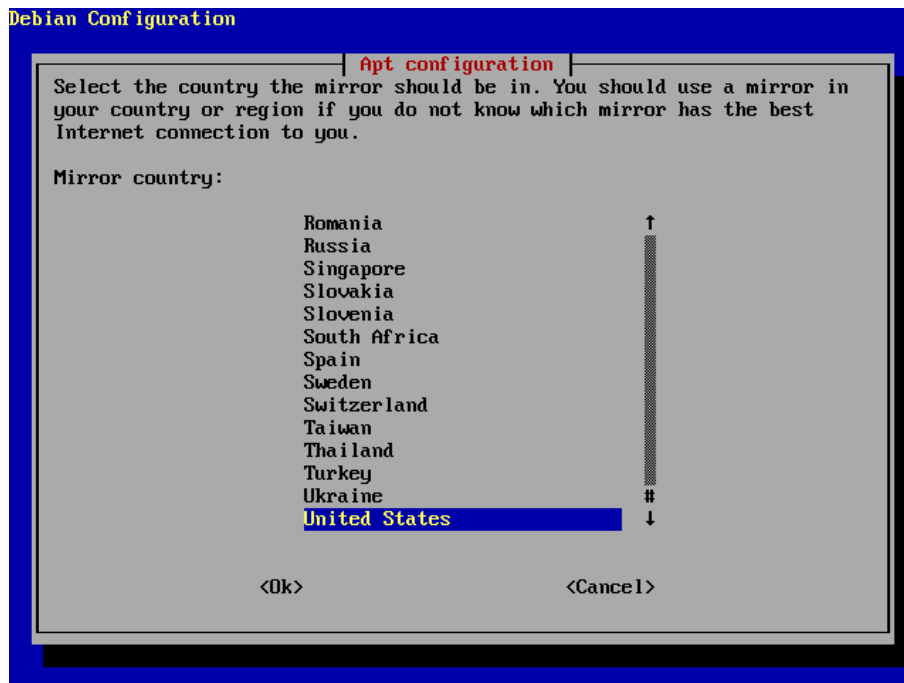 Debian Configuration
Apt configuration
Select the country the mirror should be in. You should use a mirror in
your country or region if you do not know which mirror has the best
Internet connection to you.
Mirror country:
Romania ↑
Russia
Singapore
Slovakia
Slovenia
South Africa
Spain
Sweden
Switzerland
Taiwan
Thailand
Turkey
Ukraine #
United States ↓
<Ok> <Cancel>